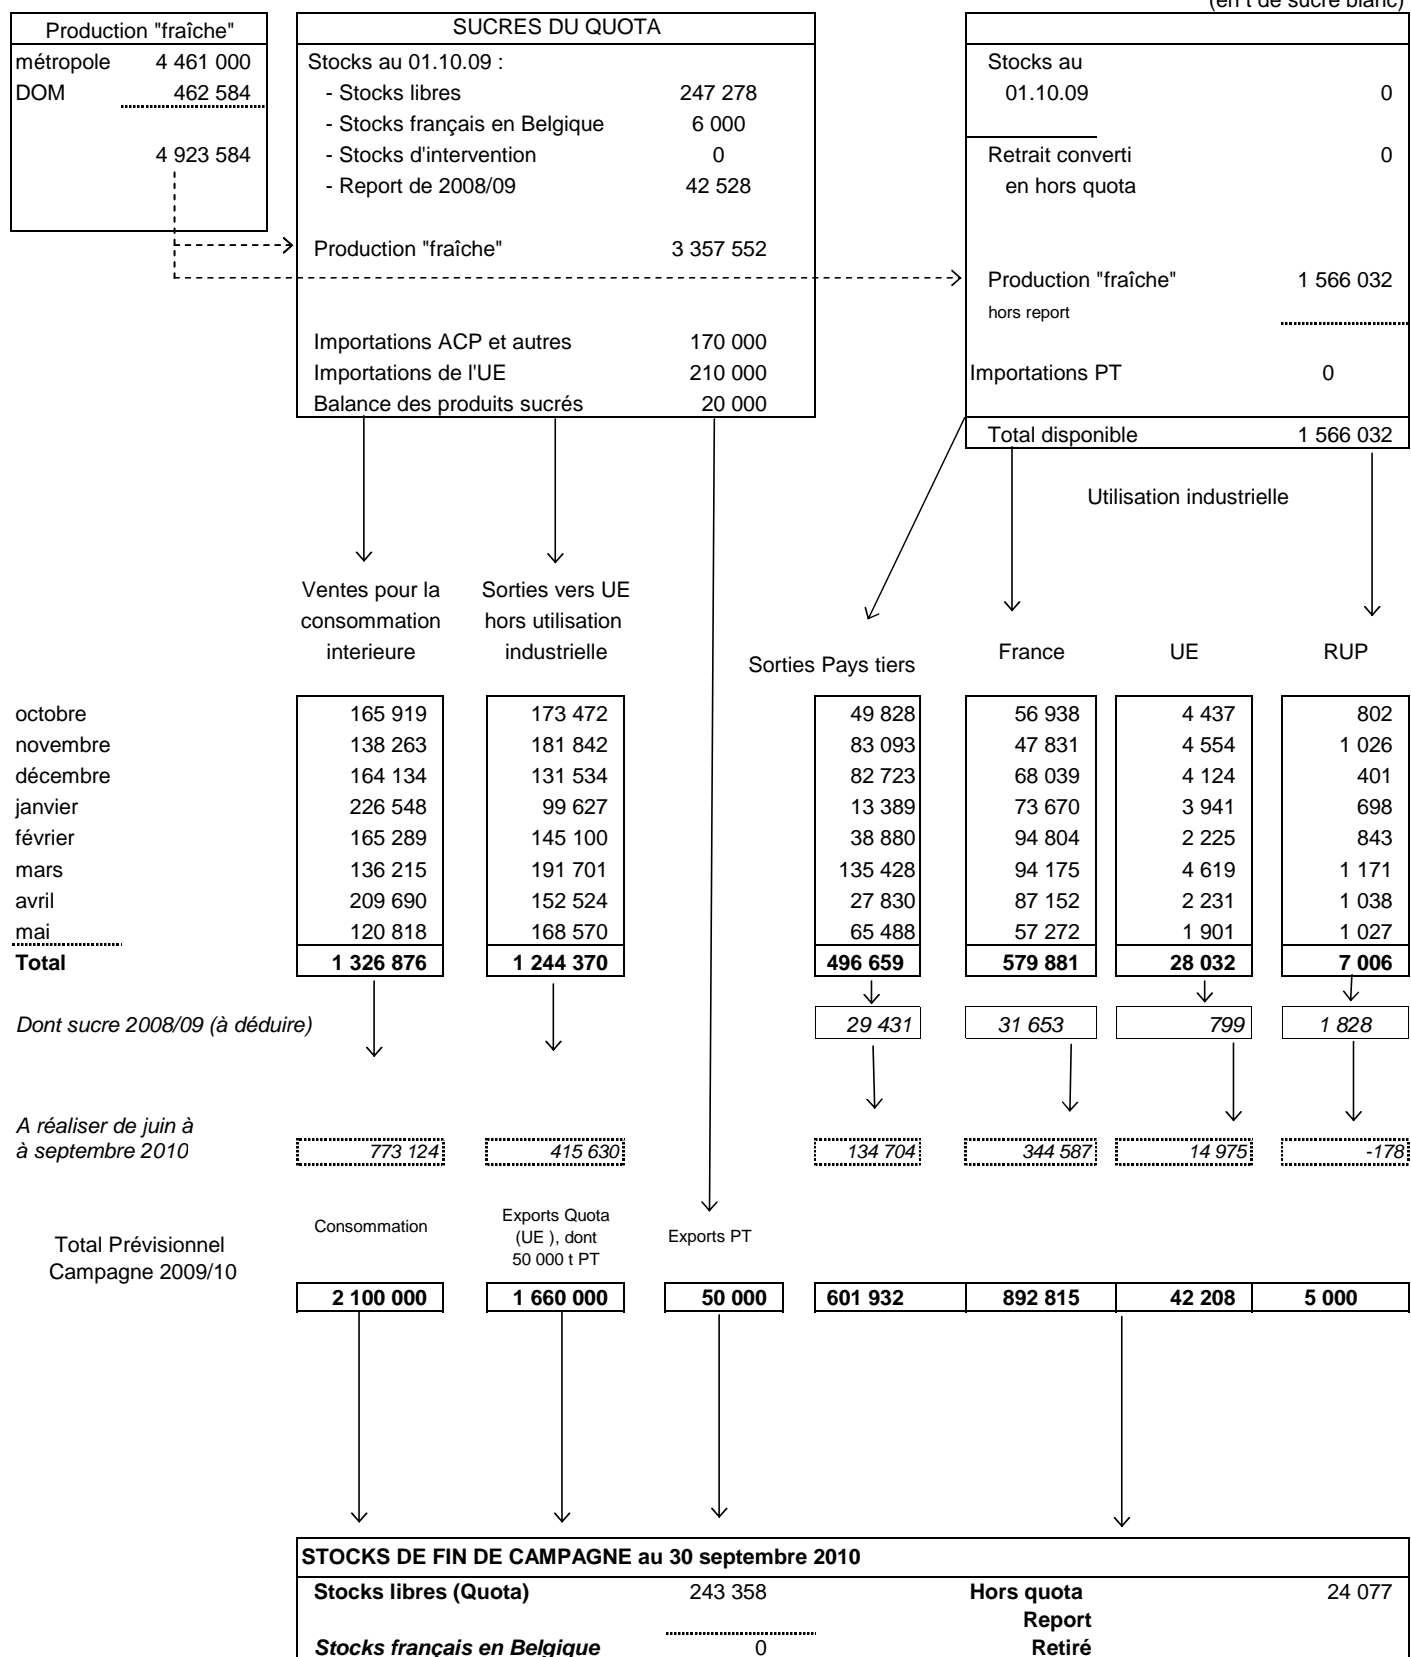 (en t de sucre blanc)
Production "fraîche"
métropole 4 461 000
DOM 462 584
4 923 584
SUCRES DU QUOTA
Stocks au 01.10.09 :
- Stocks libres 247 278
- Stocks français en Belgique 6 000
- Stocks d'intervention 0
- Report de 2008/09 42 528
Production "fraîche" 3 357 552
Importations ACP et autres 170 000
Importations de l'UE 210 000
Balance des produits sucrés 20 000
Stocks au
01.10.09 0
Retrait converti 0
en hors quota
Production "fraîche" 1 566 032
hors report
Importations PT 0
Total disponible 1 566 032
Utilisation industrielle
Ventes pour la
consommation
interieure
Sorties vers UE
hors utilisation
industrielle
Sorties Pays tiers
France UE RUP
octobre 165 919 173 472 49 828 56 938 4 437 802
novembre 138 263 181 842 83 093 47 831 4 554 1 026
décembre 164 134 131 534 82 723 68 039 4 124 401
janvier 226 548 99 627 13 389 73 670 3 941 698
février 165 289 145 100 38 880 94 804 2 225 843
mars 136 215 191 701 135 428 94 175 4 619 1 171
avril 209 690 152 524 27 830 87 152 2 231 1 038
mai 120 818 168 570 65 488 57 272 1 901 1 027
Total 1 326 876 1 244 370 496 659 579 881 28 032 7 006
Dont sucre 2008/09 (à déduire) 29 431 31 653 799 1 828
A réaliser de juin à
à septembre 2010 773 124 415 630 134 704 344 587 14 975 -178
Total Prévisionnel
Campagne 2009/10
Consommation
Exports Quota
(UE ), dont
50 000 t PT
Exports PT
2 100 000 1 660 000 50 000 601 932 892 815 42 208 5 000
STOCKS DE FIN DE CAMPAGNE au 30 septembre 2010
Stocks libres (Quota) 243 358 Hors quota 24 077
Report
Stocks français en Belgique 0 Retiré